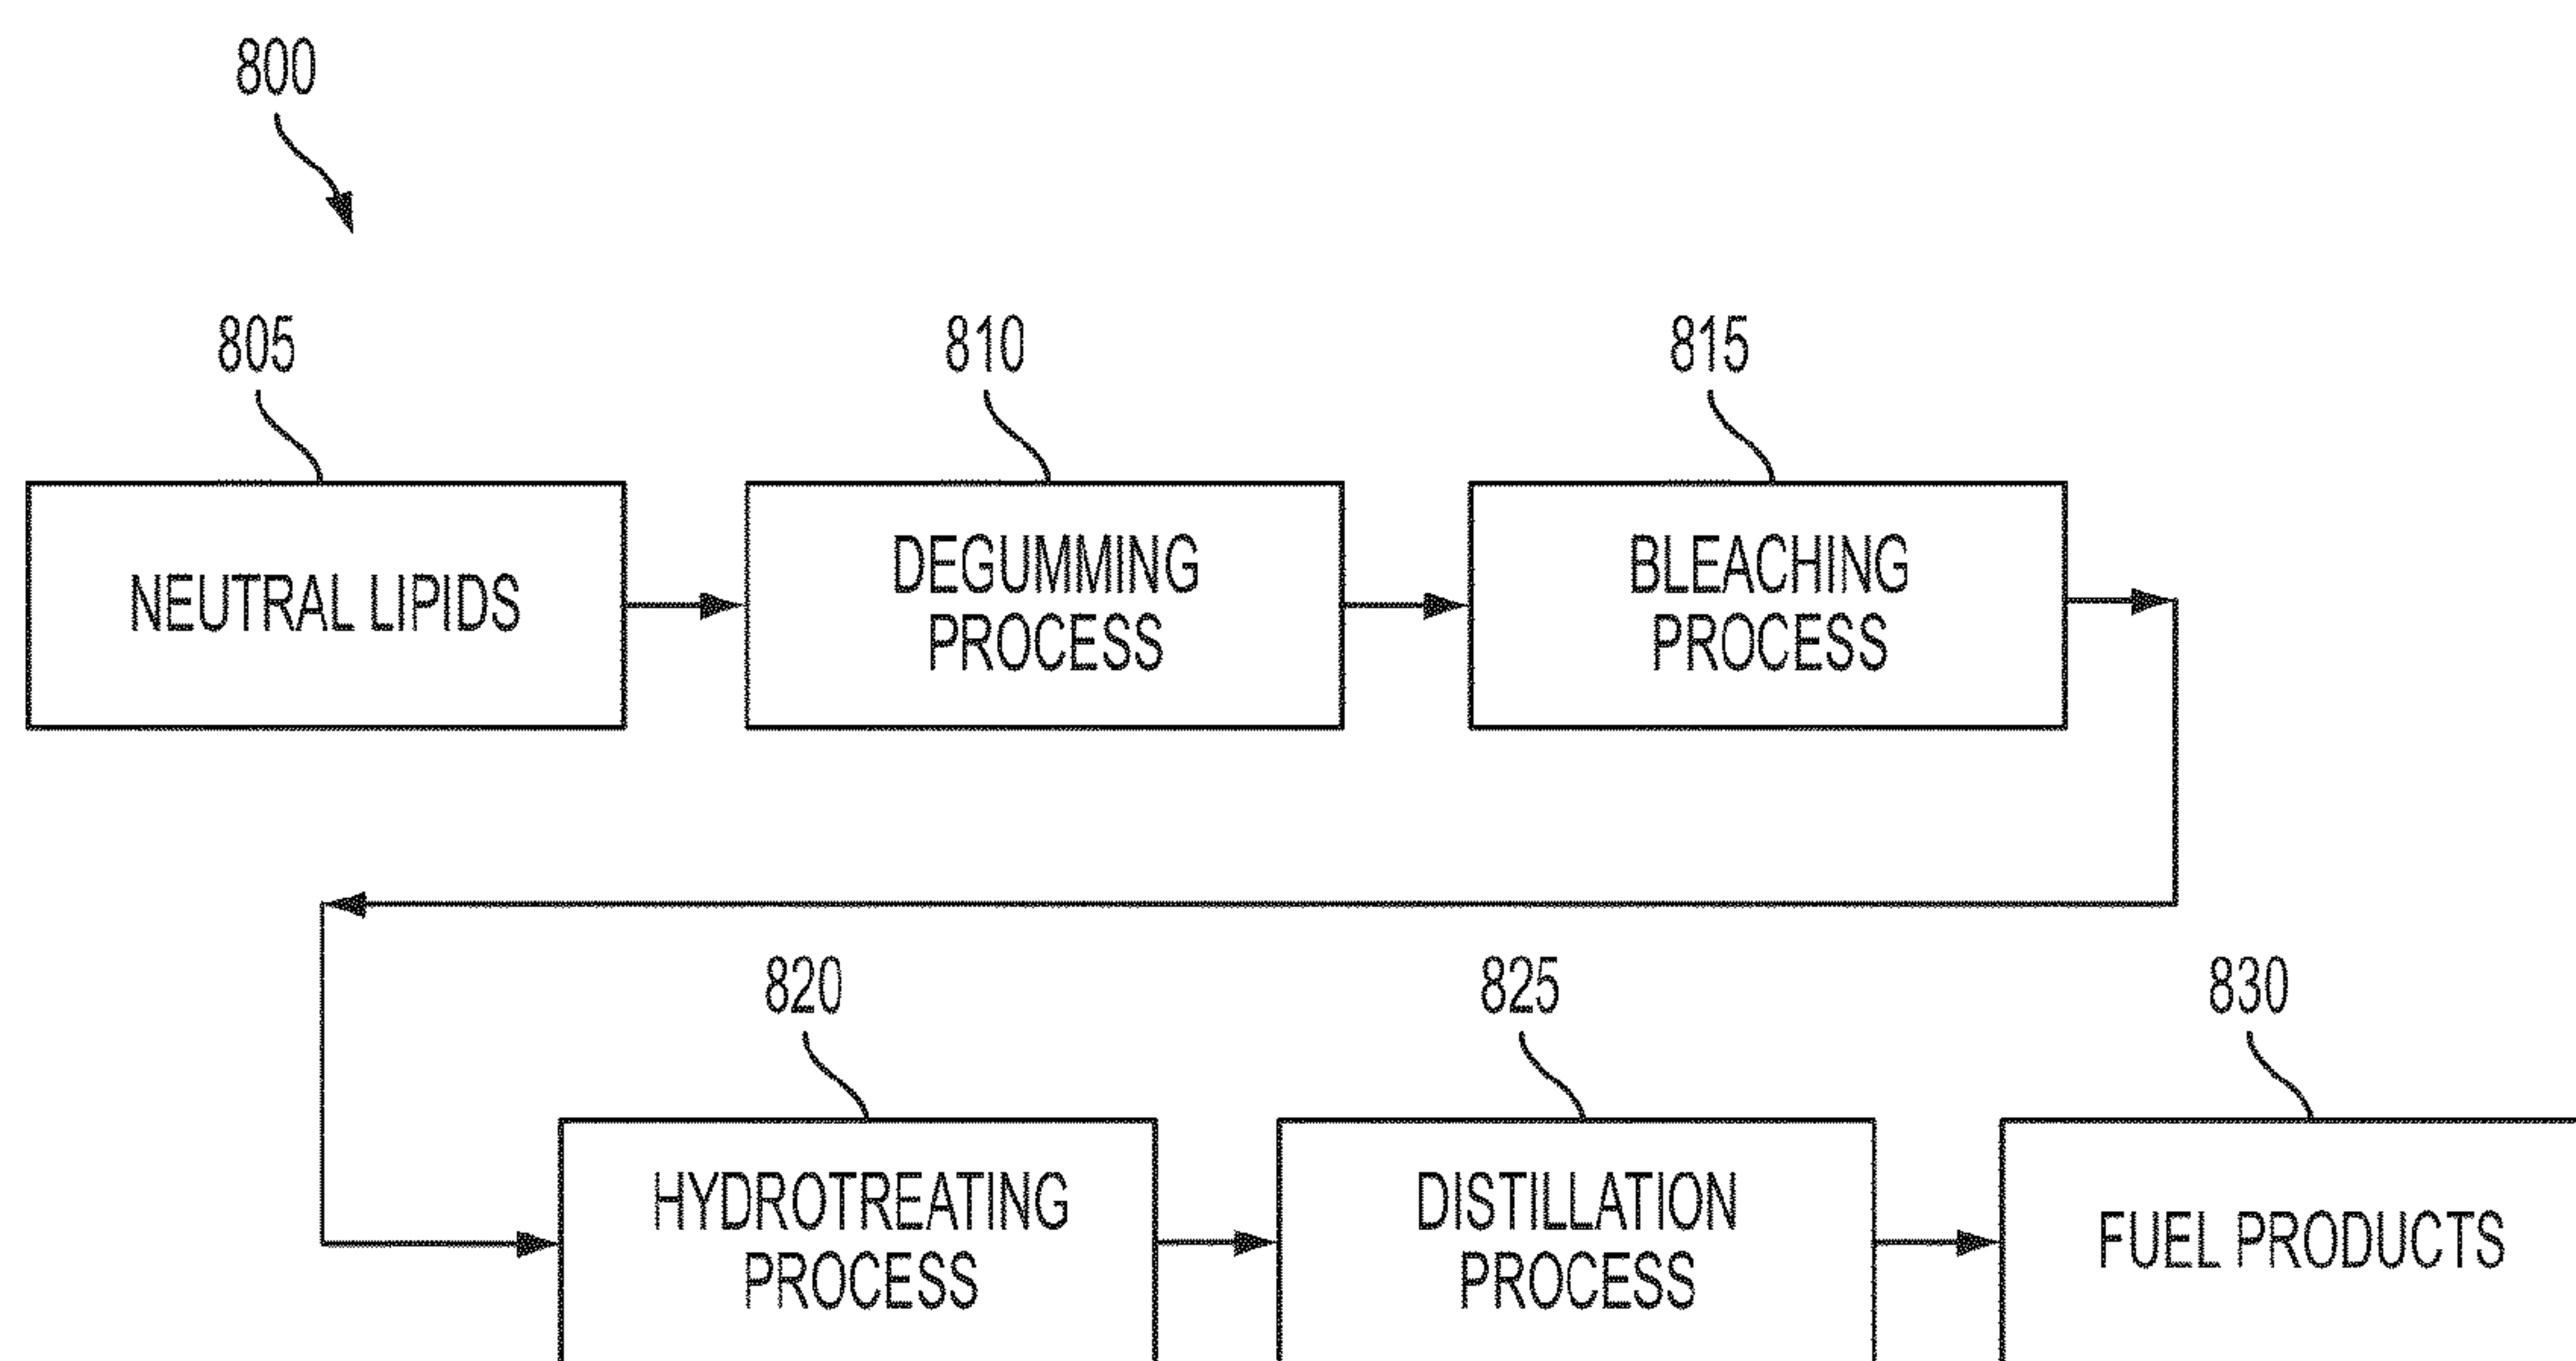 800
805
810
815
NEUTRAL LIPIDS
DEGUMMING
PROCESS
BLEACHING
PROCESS
820
825
830
HYDROTREATING
PROCESS
DISTILLATION
PROCESS
FUEL PRODUCTS